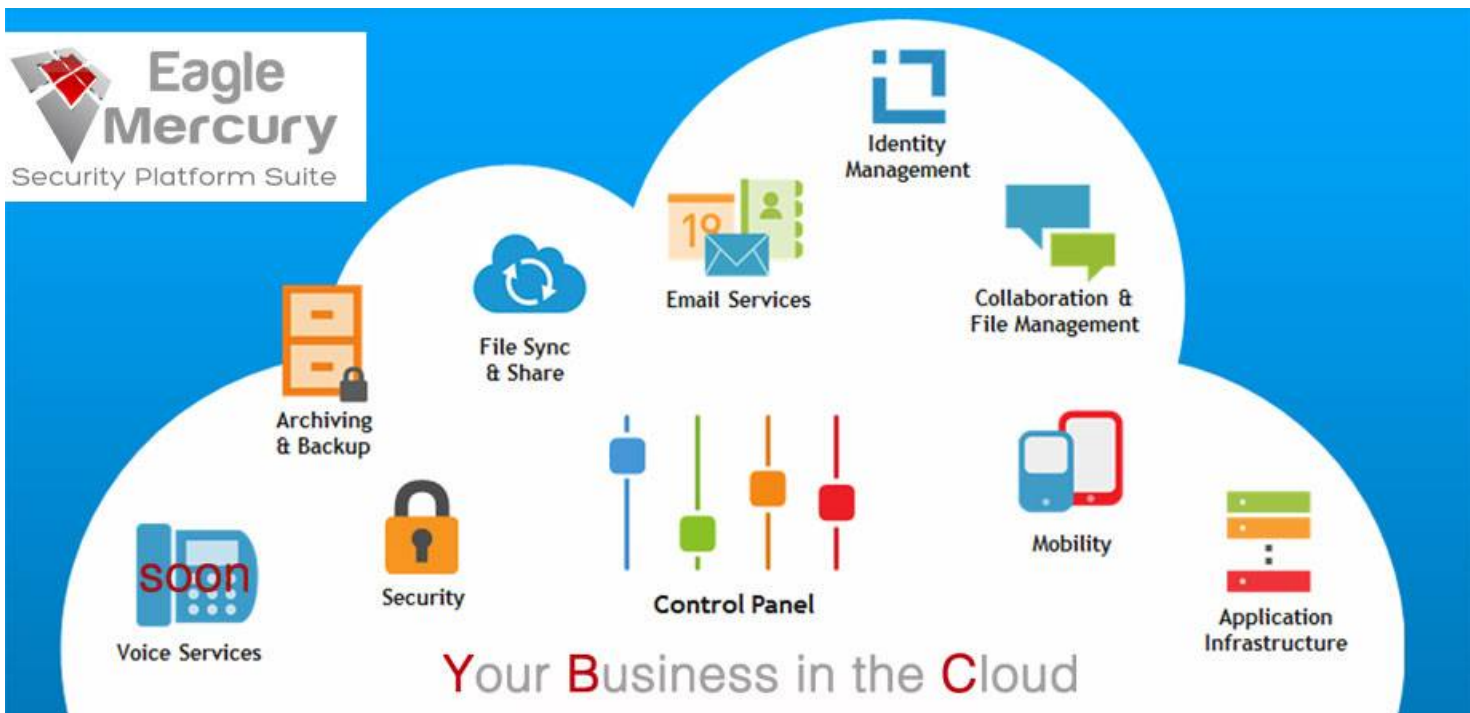 Eagle
Mercury
Security Platform Suite
Identity
Management
19
Email Services
Collaboration &
File Management
File Sync
& Share
Archiving
& Backup
soon
Voice Services
Security
Control Panel
Mobility
Application
Infrastructure
Your Business in the Cloud